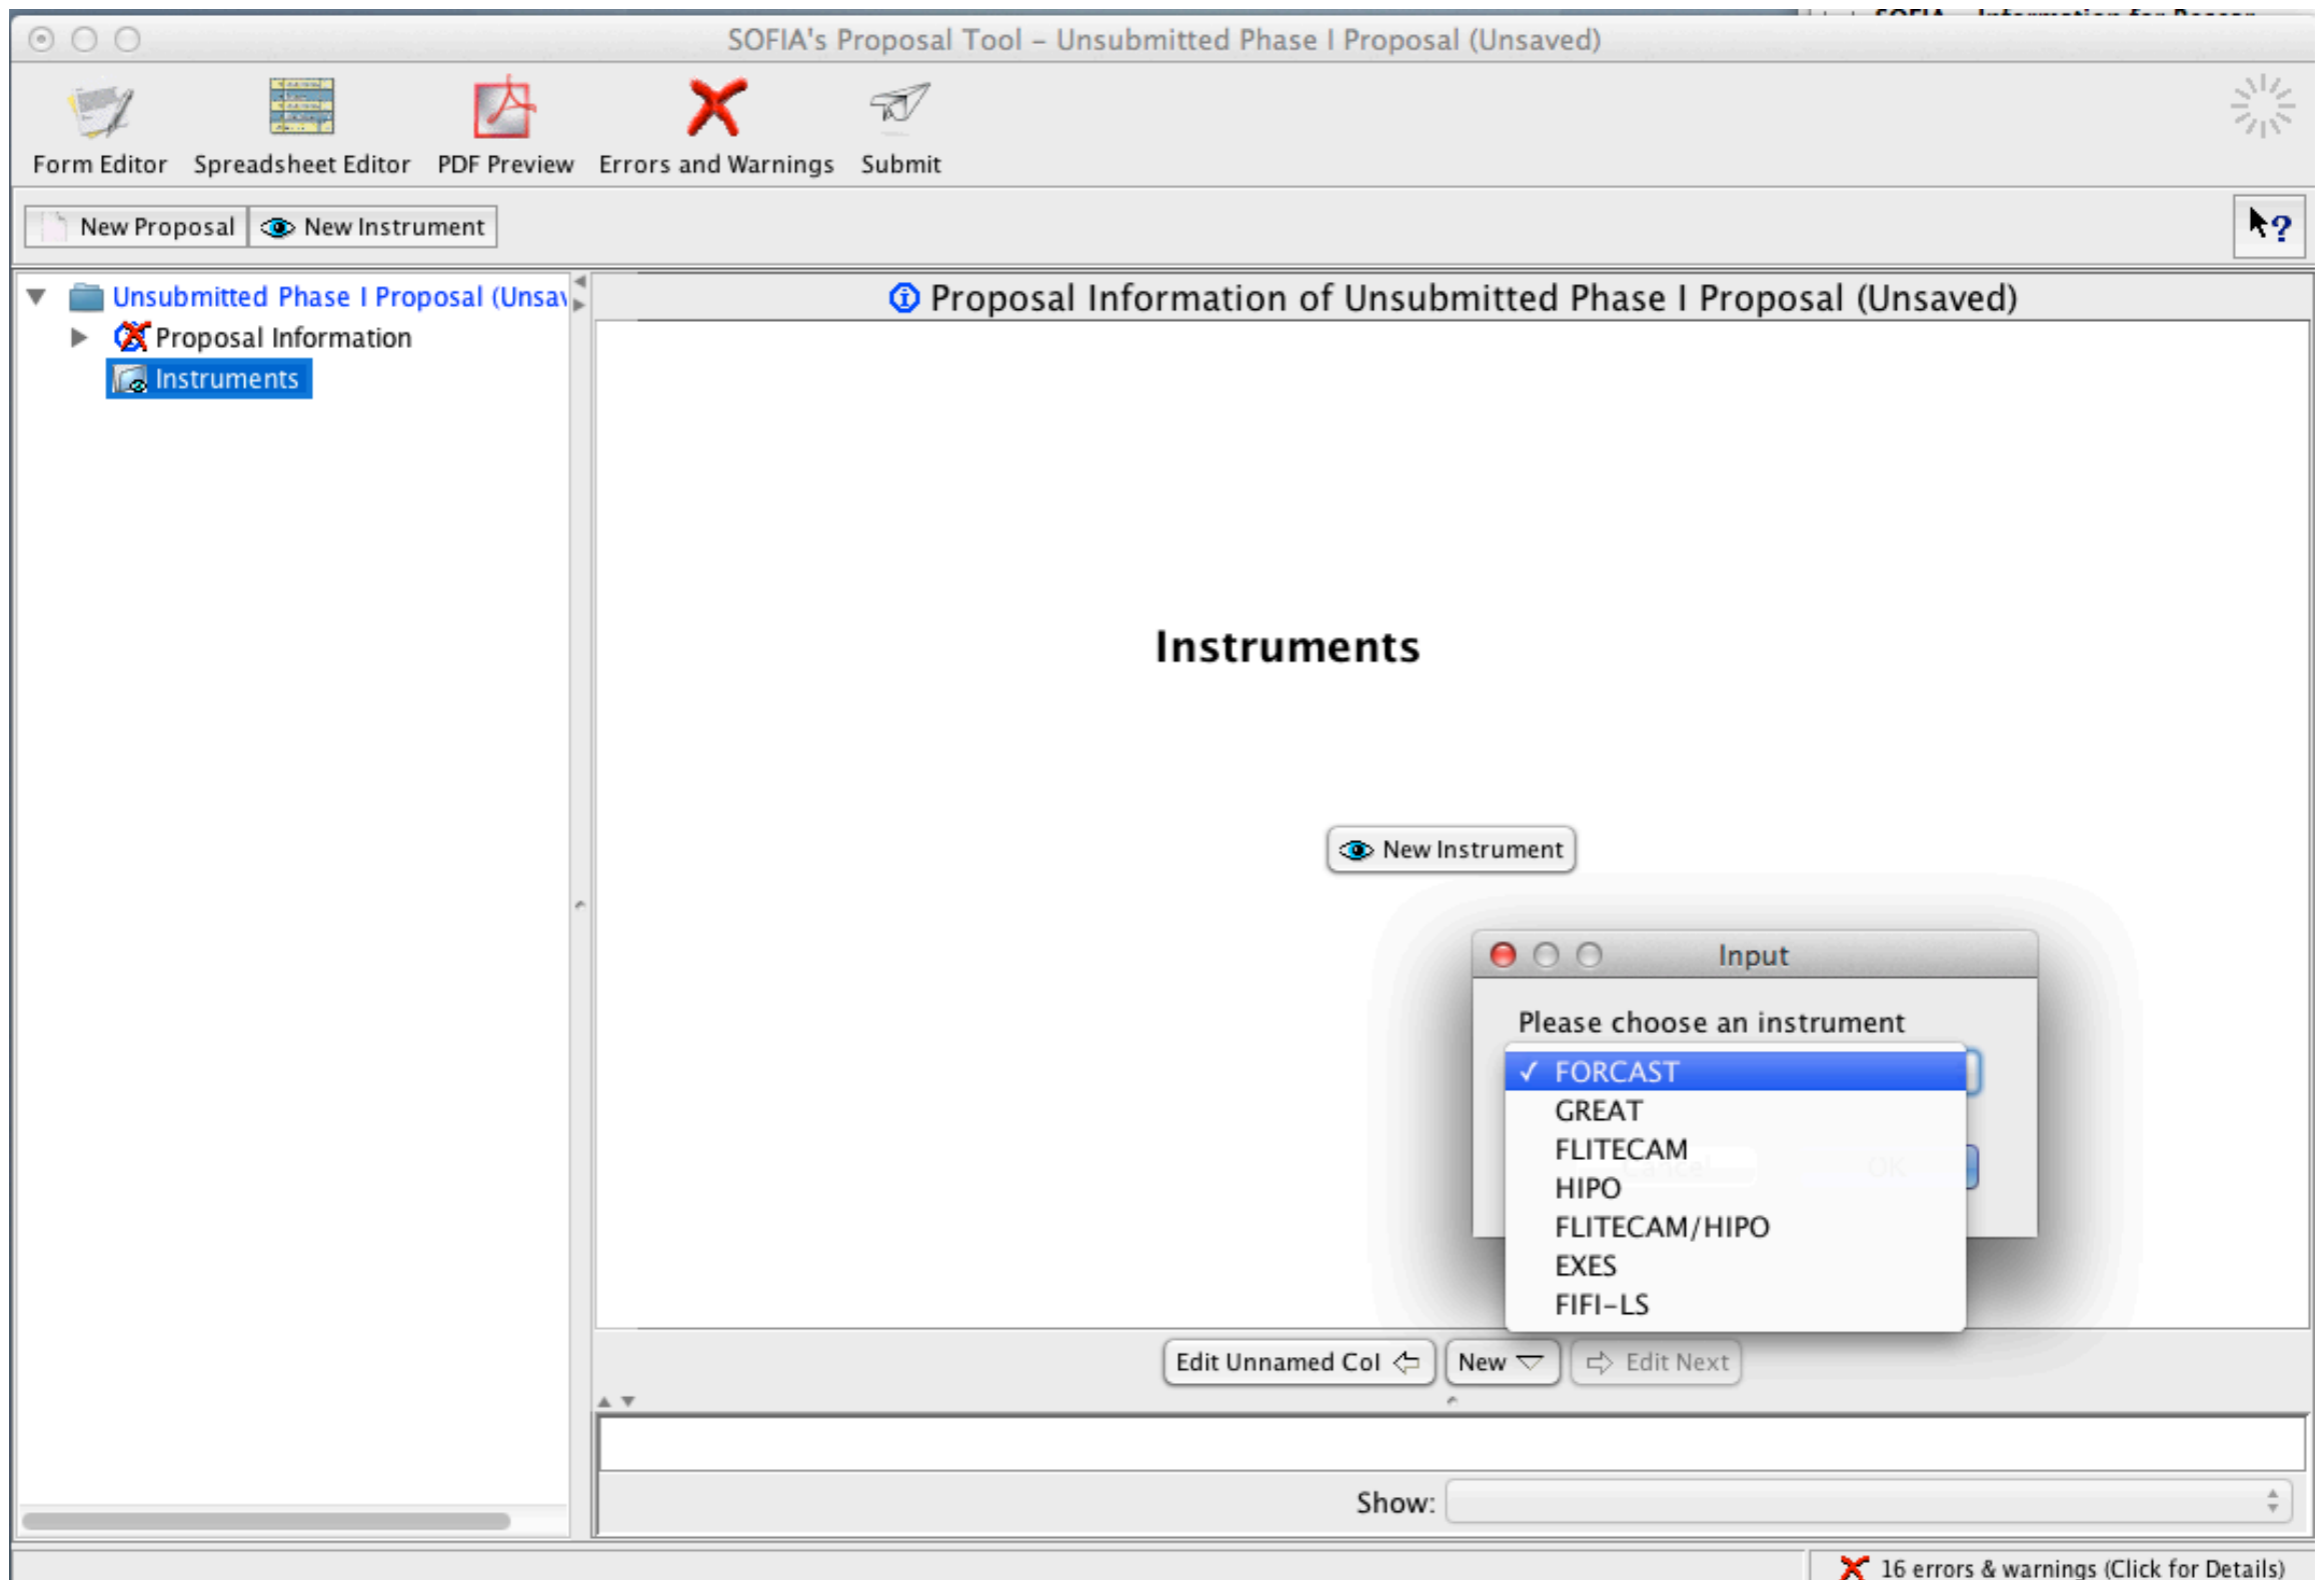 SOFIA's Proposal Tool – Unsubmitted Phase I Proposal (Unsaved)
Form Editor Spreadsheet Editor PDF Preview Errors and Warnings Submit
New Proposal New Instrument
?
Unsubmitted Phase I Proposal (Unsav
Proposal Information
Instruments
Proposal Information of Unsubmitted Phase I Proposal (Unsaved)
Instruments
New Instrument
Input
Please choose an instrument
✓ FORCAST
GREAT
FLITECAM
HIPO
FLITECAM/HIPO
EXES
FIFI–LS
Cancel OK
Edit Unnamed CoI New Edit Next
Show:
16 errors & warnings (Click for Details)